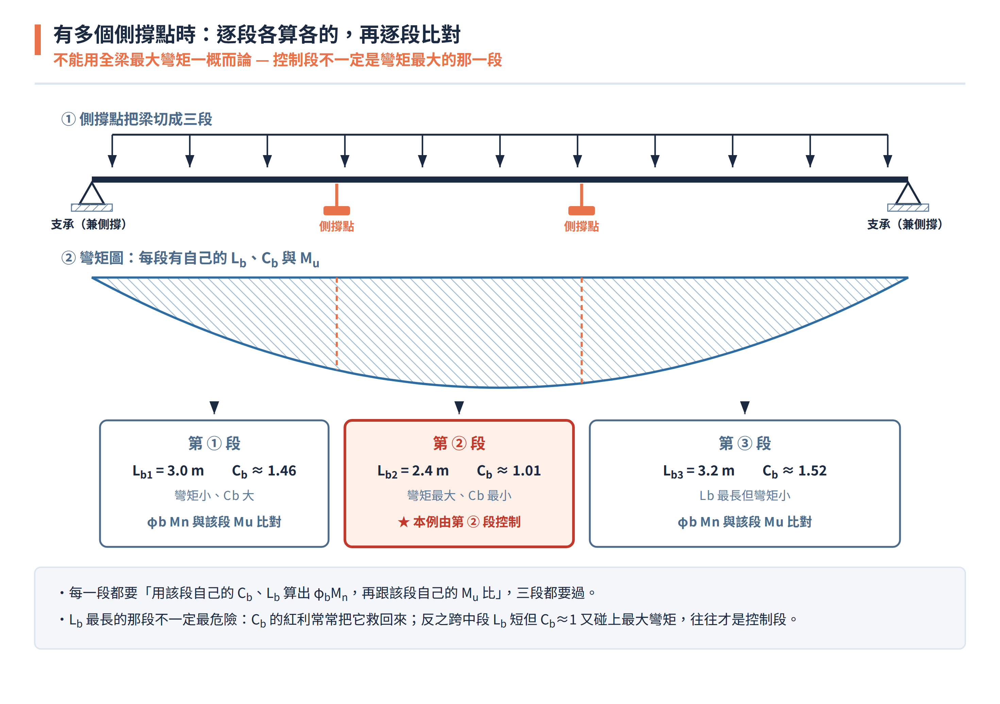 有多個側撐點時：逐段各算各的，再逐段比對
不能用全梁最大彎矩一概而論 — 控制段不一定是彎矩最大的那一段
① 側撐點把梁切成三段
支承（兼側撐）
側撐點
側撐點
支承（兼側撐）
② 彎矩圖：每段有自己的 Lb、Cb 與 Mu
第 ① 段
Lb1 = 3.0 m Cb ≈ 1.46
彎矩小、Cb 大
φb Mn 與該段 Mu 比對
第 ② 段
Lb2 = 2.4 m Cb ≈ 1.01
彎矩最大、Cb 最小
★ 本例由第 ② 段控制
第 ③ 段
Lb3 = 3.2 m Cb ≈ 1.52
Lb 最長但彎矩小
φb Mn 與該段 Mu 比對
・每一段都要「用該段自己的 Cb、Lb 算出 φbMn，再跟該段自己的 Mu 比」，三段都要過。
・Lb 最長的那段不一定最危險：Cb 的紅利常常把它救回來；反之跨中段 Lb 短但 Cb≈1 又碰上最大彎矩，往往才是控制段。